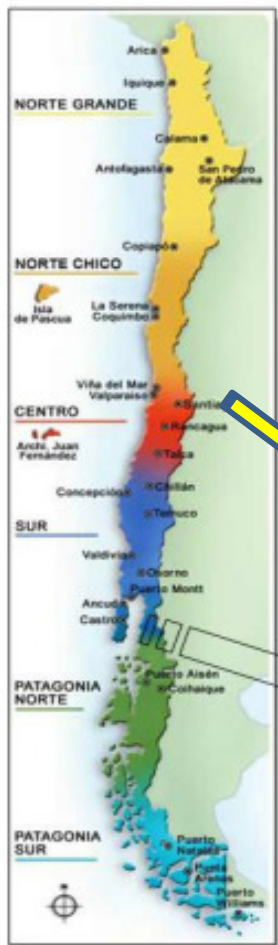 Arica
Iquique
NORTE GRANDE
Calama
Antofagasta
San Pedro
de Atacama
Copiapó
NORTE CHICO
Isla
de Pascua
La Serena
Coquimbo
Viña del Mar
Valparaíso
CENTRO
Rancagua
Archi. Juan
Fernández
Talca
Concepción
Chillán
SUR
Temuco
Valdivia
Osorno
Puerto Montt
Ancud
Castro
Puerto Aisén
Coihaique
PATAGONIA
NORTE
PATAGONIA
SUR
Puerto
Natales
Punta
Arenas
Puerto
Williams